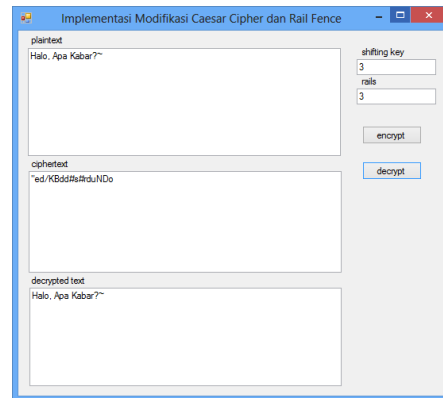 Implementasi Modifikasi Caesar Cipher dan Rail Fence
plaintext
Halo, Apa Kabar?~
shifting key
3
rails
3
encrypt
decrypt
ciphertext
"ed/KBdd#s#rduNDo
decrypted text
Halo, Apa Kabar?~